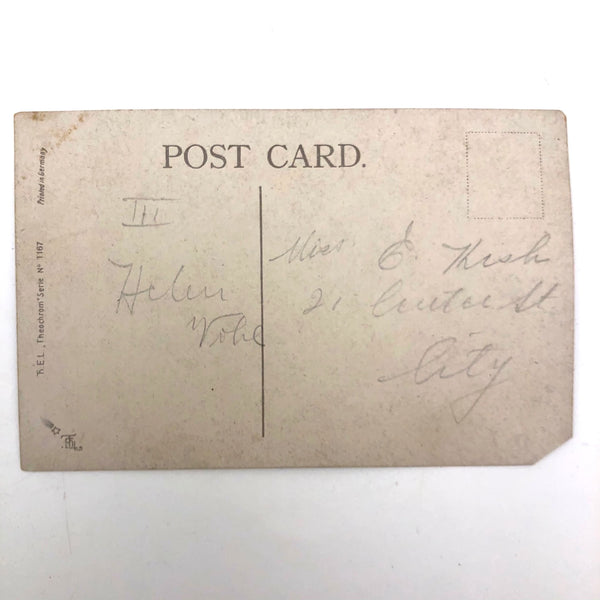 POST CARD.
Printed in Germany
T.E.L. „Theochrom" Serie Nº 1167
III
Helen
Vohl
Miss E. Kish
21 Center St
City